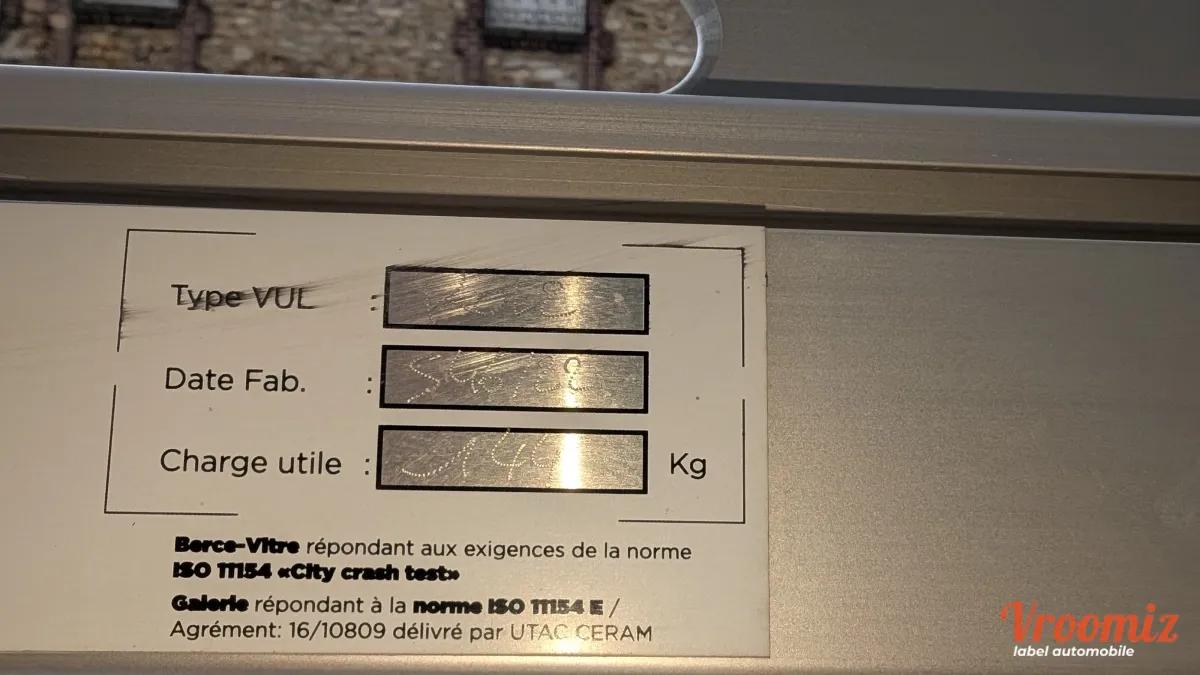 Type VUL :
Date Fab. :
Charge utile : Kg
Berce-Vitre répondant aux exigences de la norme
ISO 11154 «City crash test»
Galerie répondant à la norme ISO 11154 E /
Agrément: 16/10809 délivré par UTAC CERAM
Vroomiz
label automobile